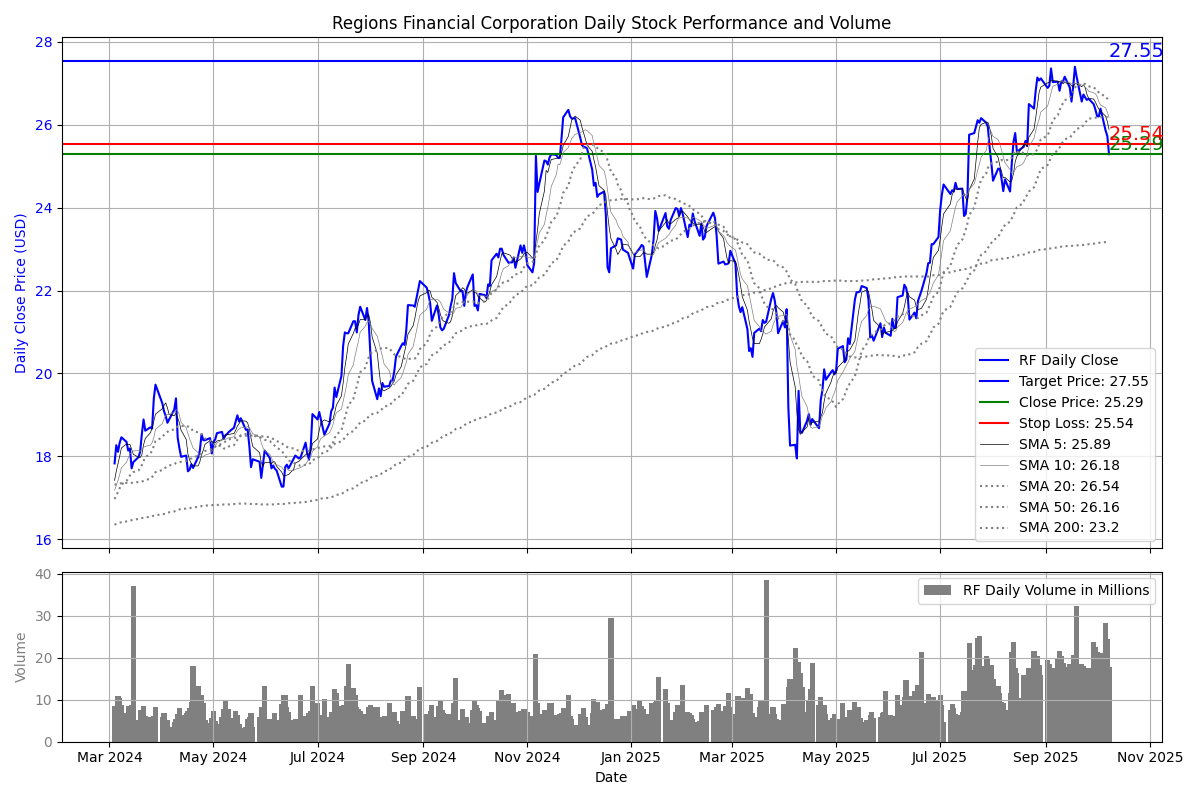 Regions Financial Corporation Daily Stock Performance and Volume
28
26
24
22
20
18
16
Daily Close Price (USD)
27.55
25.54
25.29
RF Daily Close
Target Price: 27.55
Close Price: 25.29
Stop Loss: 25.54
SMA 5: 25.89
SMA 10: 26.18
SMA 20: 26.54
SMA 50: 26.16
SMA 200: 23.2
40
30
20
10
0
Volume
RF Daily Volume in Millions
Mar 2024 May 2024 Jul 2024 Sep 2024 Nov 2024 Jan 2025 Mar 2025 May 2025 Jul 2025 Sep 2025 Nov 2025
Date